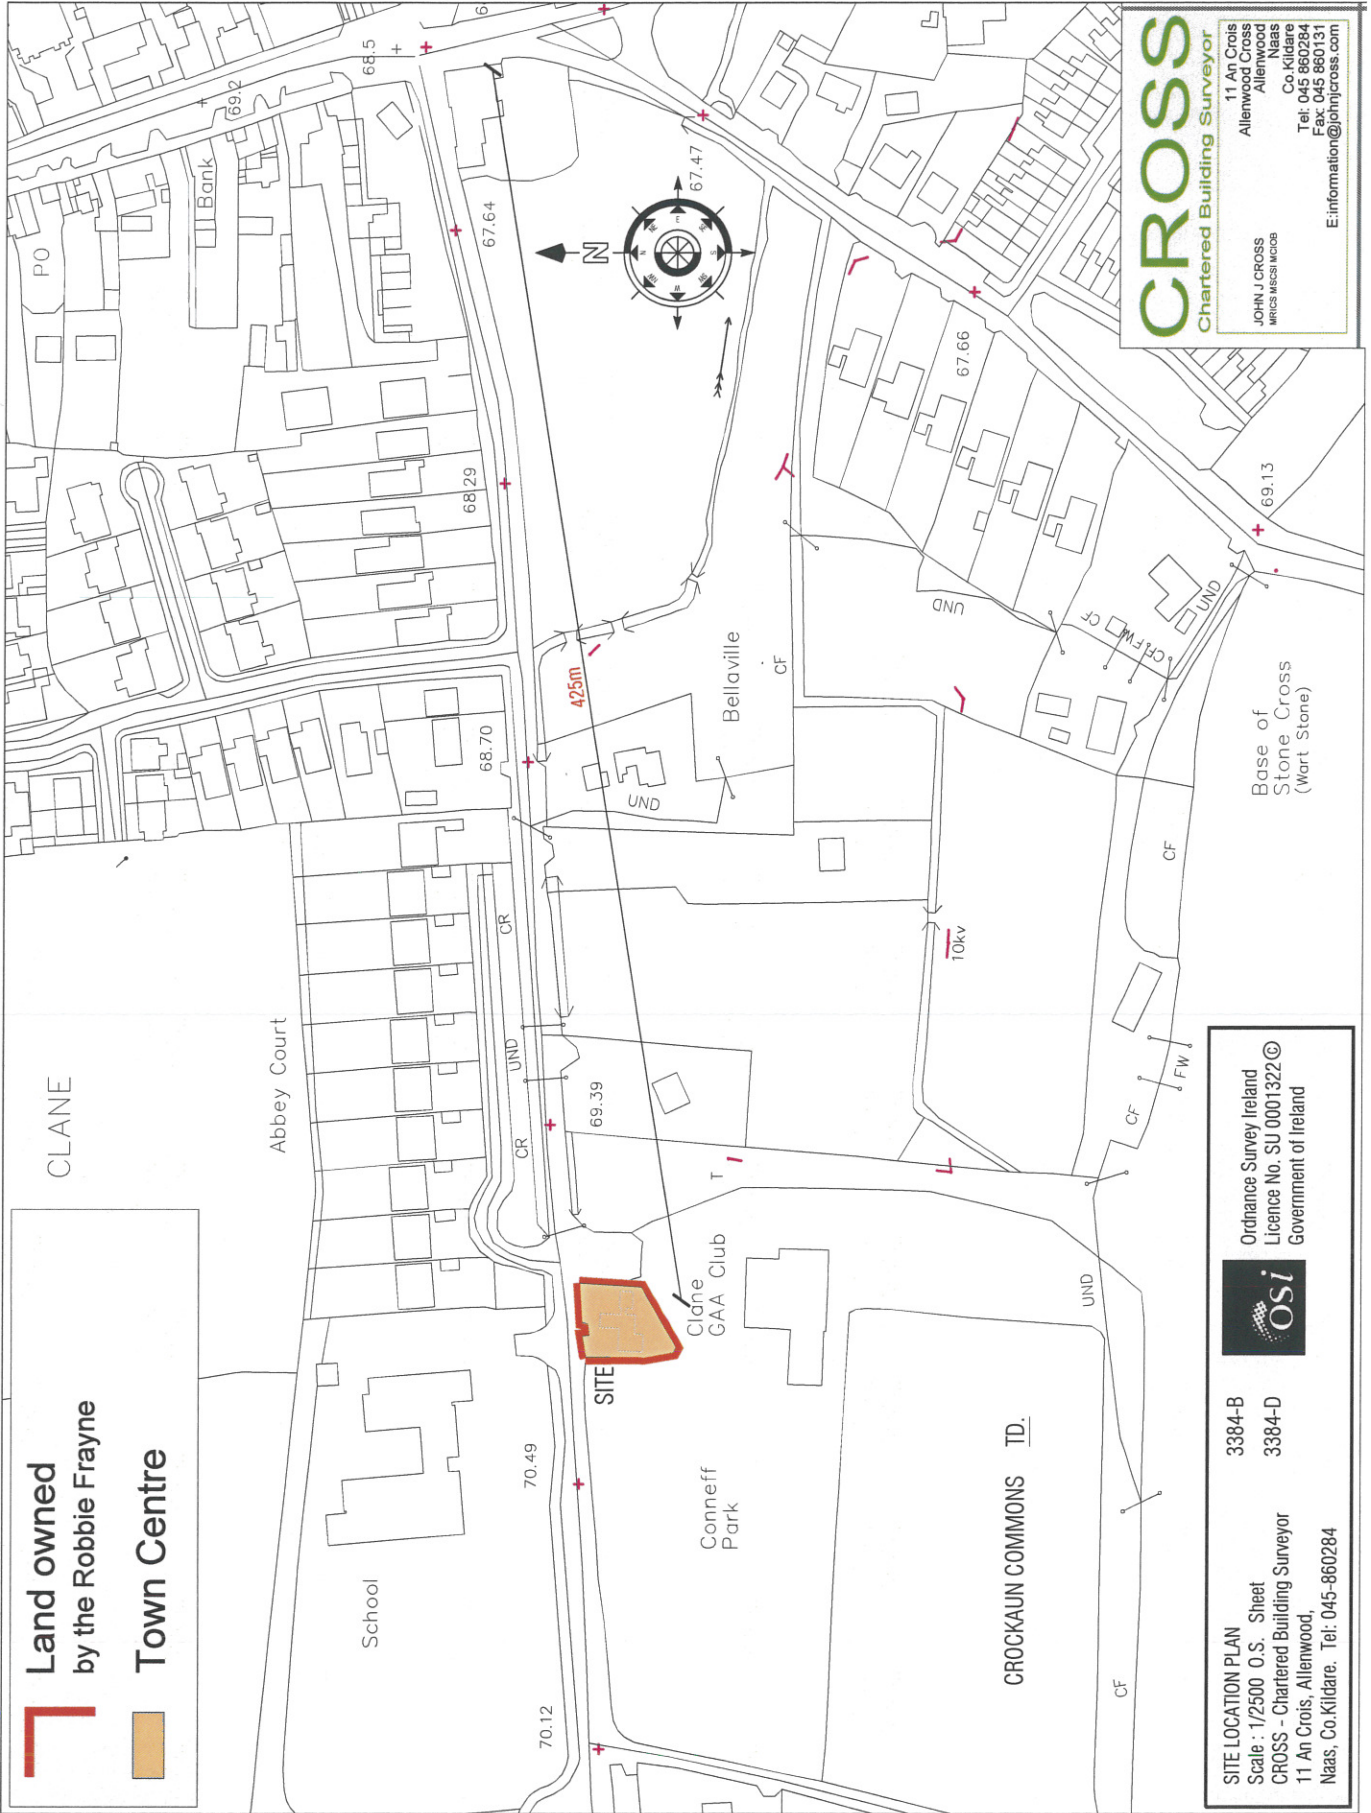 Land owned
by the Robbie Frayne
Town Centre
CLANE
PO
Bank
69.2
68.5
Abbey Court
School
68.29
67.64
68.70
CR
UND
CR
70.12
70.49
69.39
SITE
425m
N
N
NE
E
SE
S
SW
W
NW
67.47
UND
Bellaville
CF
T
Clane
GAA Club
Conneff
Park
67.66
UND
10kv
CROCKAUN COMMONS TD.
UND
CF
CF
FW
CF
CF
CF&FW
UND
69.13
Base of
Stone Cross
(Wart Stone)
SITE LOCATION PLAN
Scale : 1/2500 O.S. Sheet
3384-B
3384-D
CROSS - Chartered Building Surveyor
11 An Crois, Allenwood,
Naas, Co.Kildare. Tel: 045-860284
osi
Ordnance Survey Ireland
Licence No. SU 0001322 ©
Government of Ireland
CROSS
Chartered Building Surveyor
JOHN J CROSS
MRICS MSCSI MCIOB
11 An Crois
Allenwood Cross
Allenwood
Naas
Co.Kildare
Tel: 045 860284
Fax: 045 860131
E:information@johnjcross.com